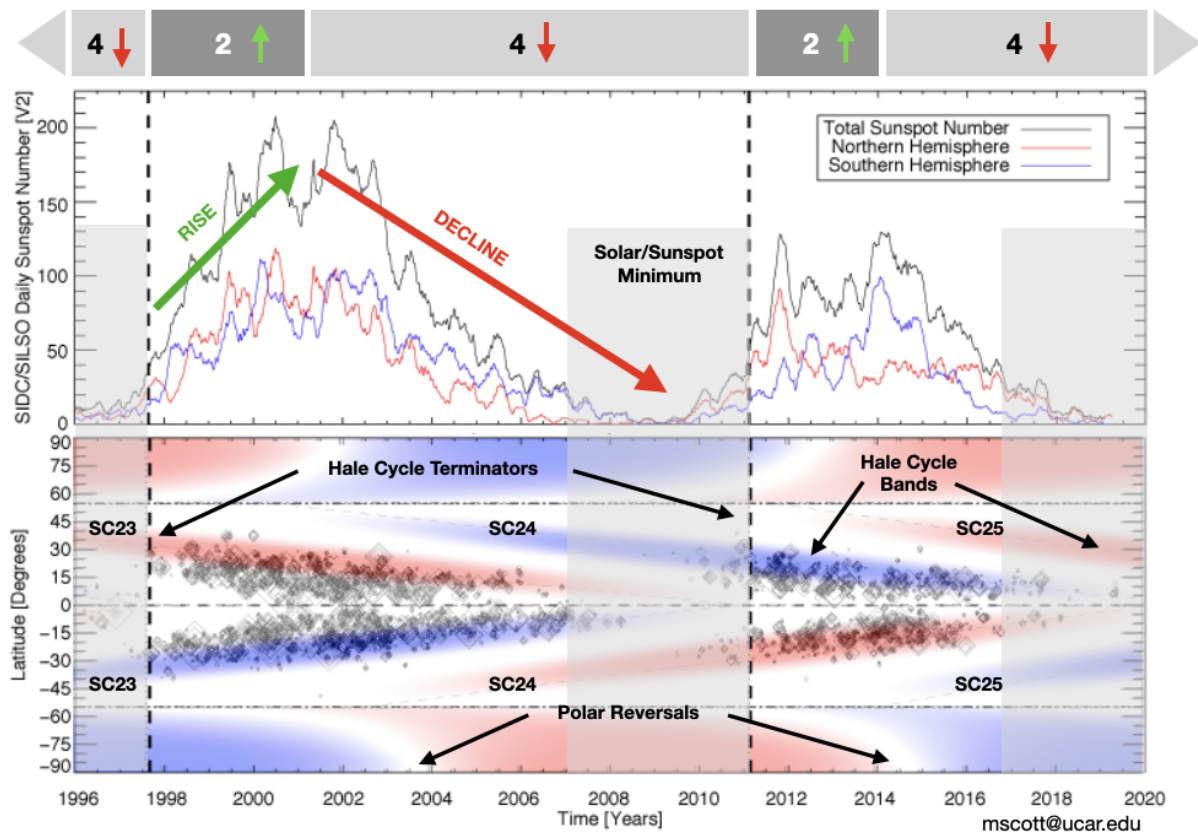 4
2
4
2
4
SIDC/SILSO Daily Sunspot Number [V2]
200
150
100
50
0
Total Sunspot Number
Northern Hemisphere
Southern Hemisphere
RISE
DECLINE
Solar/Sunspot
Minimum
Latitude [Degrees]
90
75
60
45
30
15
0
-15
-30
-45
-60
-75
-90
Hale Cycle Terminators
Hale Cycle
Bands
SC23
SC24
SC25
SC23
SC24
SC25
Polar Reversals
1996 1998 2000 2002 2004 2006 2008 2010 2012 2014 2016 2018 2020
Time [Years]
mscott@ucar.edu